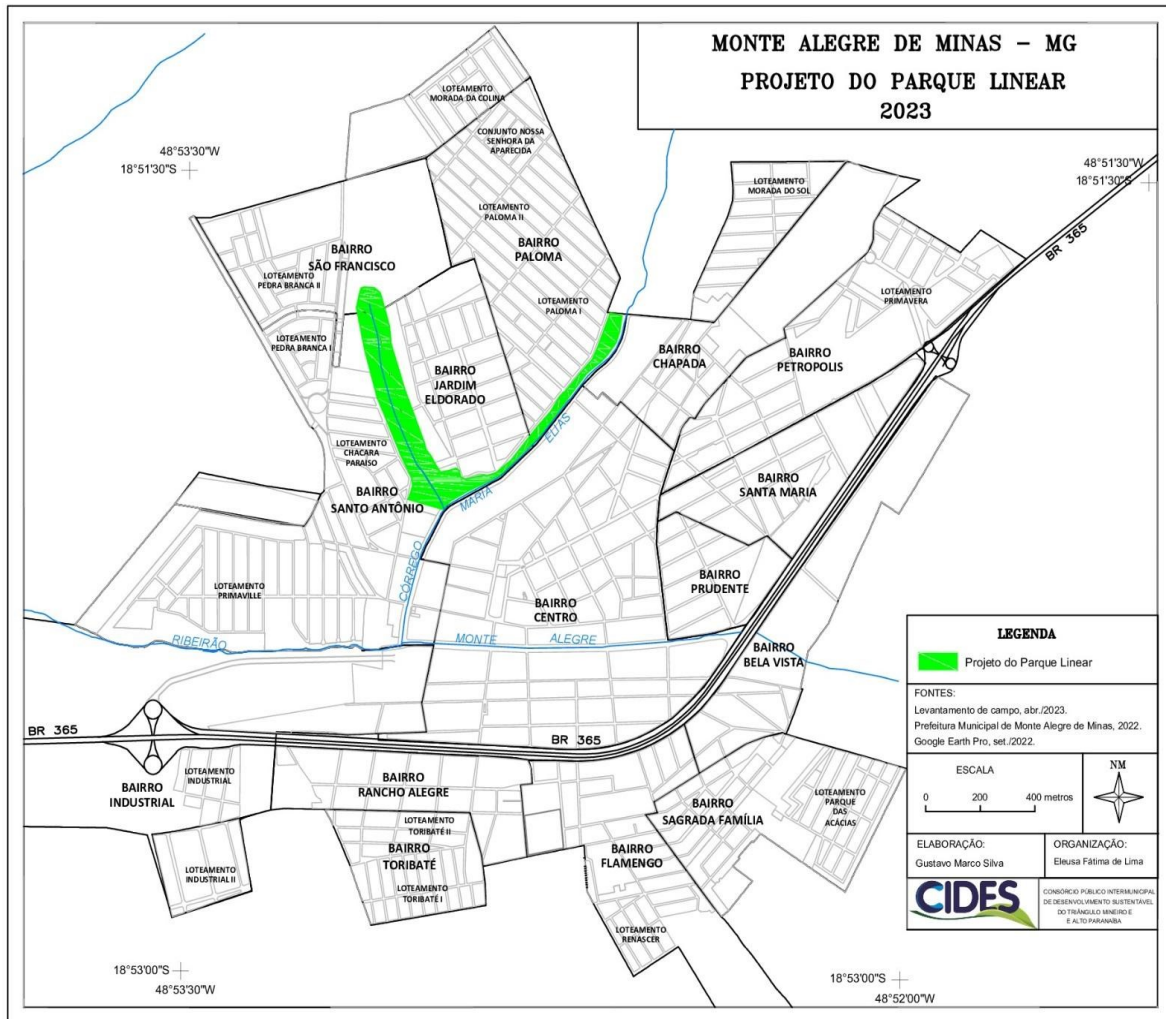 MONTE ALEGRE DE MINAS – MG
PROJETO DO PARQUE LINEAR
2023
48°53'30"W
18°51'30"S
48°51'30"W
18°51'30"S
LOTEAMENTO
MORADA DA COLINA
CONJUNTO NOSSA
SENHORA DA
APARECIDA
LOTEAMENTO
MORADA DO SOL
BR 365
LOTEAMENTO
PALOMA II
BAIRRO
PALOMA
BAIRRO
SÃO FRANCISCO
LOTEAMENTO
PEDRA BRANCA II
LOTEAMENTO
PRIMAVERA
LOTEAMENTO
PALOMA I
LOTEAMENTO
PEDRA BRANCA I
BAIRRO
CHAPADA
BAIRRO
PETROPOLIS
BAIRRO
JARDIM
ELDORADO
LOTEAMENTO
CHACARA
PARAÍSO
BAIRRO
SANTO ANTÔNIO
CÓRREGO MARIA ELIAS
BAIRRO
SANTA MARIA
LOTEAMENTO
PRIMAVILLE
BAIRRO
PRUDENTE
BAIRRO
CENTRO
RIBEIRÃO MONTE ALEGRE
BAIRRO
BELA VISTA
BR 365
BR 365
BAIRRO
INDUSTRIAL
LOTEAMENTO
INDUSTRIAL
BAIRRO
RANCHO ALEGRE
LOTEAMENTO
TORIBATÉ II
BAIRRO
TORIBATÉ
LOTEAMENTO
TORIBATÉ I
LOTEAMENTO
INDUSTRIAL II
BAIRRO
SAGRADA FAMÍLIA
LOTEAMENTO
PARQUE
DAS
ACÁCIAS
BAIRRO
FLAMENGO
LOTEAMENTO
RENASCER
18°53'00"S
48°53'30"W
18°53'00"S
48°52'00"W
LEGENDA
Projeto do Parque Linear
FONTES:
Levantamento de campo, abr./2023.
Prefeitura Municipal de Monte Alegre de Minas, 2022.
Google Earth Pro, set./2022.
ESCALA
0 200 400 metros
NM
ELABORAÇÃO:
Gustavo Marco Silva
ORGANIZAÇÃO:
Eleusa Fátima de Lima
CIDES
CONSÓRCIO PÚBLICO INTERMUNICIPAL
DE DESENVOLVIMENTO SUSTENTÁVEL
DO TRIÂNGULO MINEIRO E
E ALTO PARANAÍBA